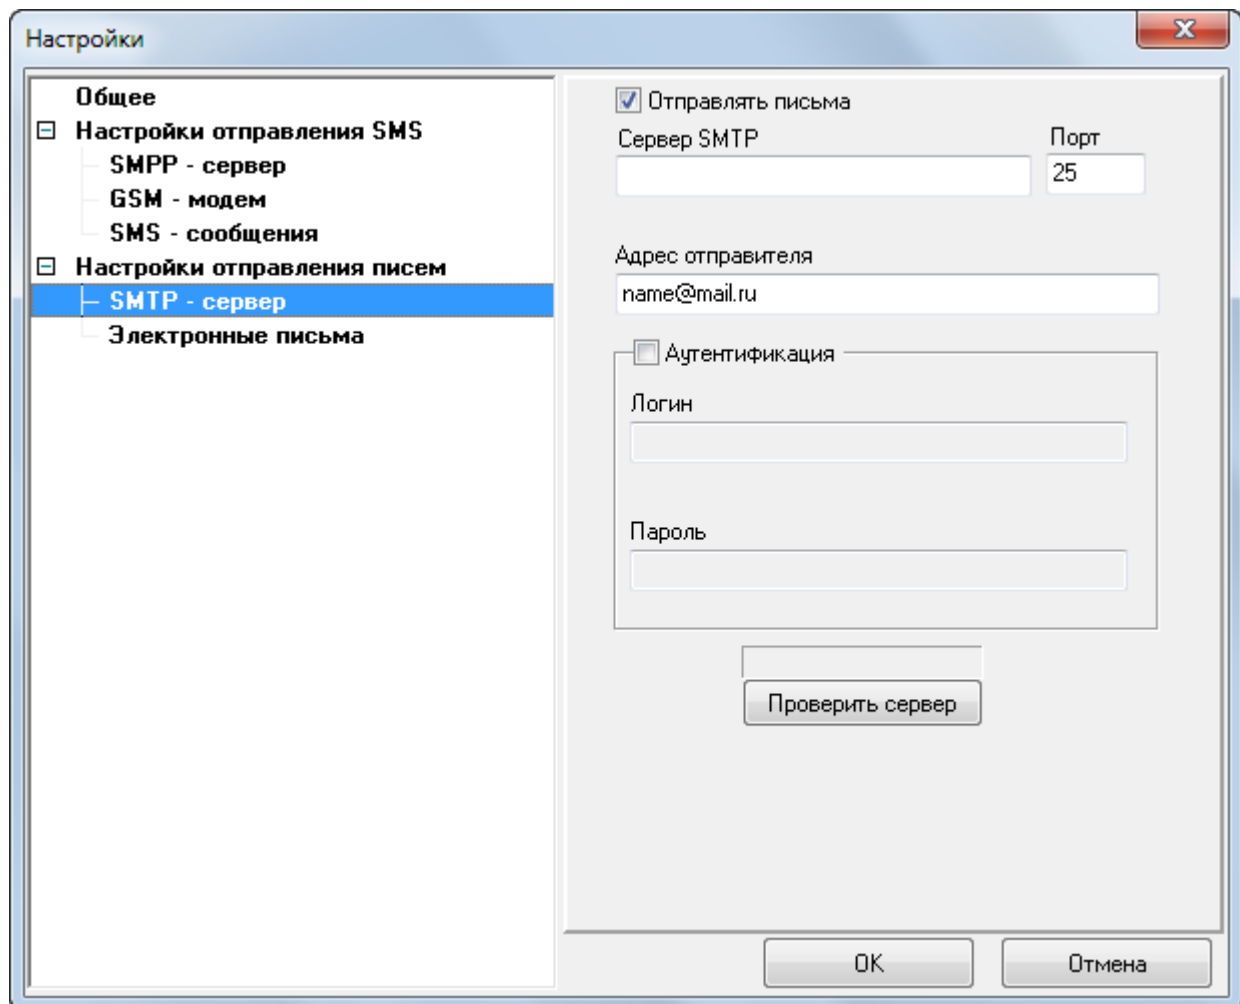 Настройки
Общее
Настройки отправления SMS
SMPP - сервер
GSM - модем
SMS - сообщения
Настройки отправления писем
SMTP - сервер
Электронные письма
Отправлять письма
Сервер SMTP
Порт
25
Адрес отправителя
name@mail.ru
Аутентификация
Логин
Пароль
Проверить сервер
OK
Отмена